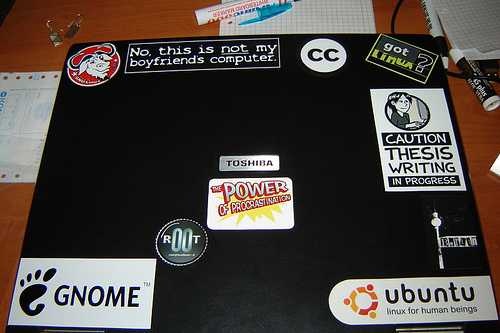 No, this is not my
boyfriends computer.
CC
got
Linux?
CAUTION
THESIS
WRITING
IN PROGRESS
TOSHIBA
THE POWER
OF PROCRASTINATION
R00T
GNOME™
ubuntu
linux for human beings